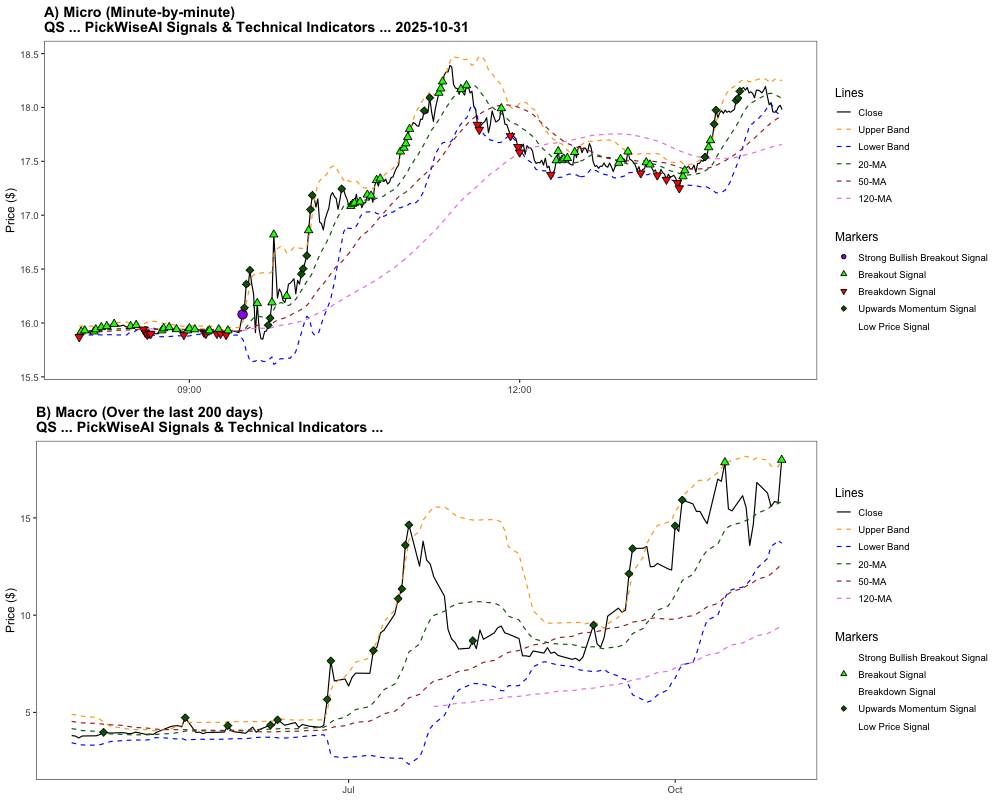 A) Micro (Minute-by-minute)
QS ... PickWiseAI Signals & Technical Indicators ... 2025-10-31
Price ($)
18.5
18.0
17.5
17.0
16.5
16.0
15.5
09:00
12:00
Lines
Close
Upper Band
Lower Band
20-MA
50-MA
120-MA
Markers
Strong Bullish Breakout Signal
Breakout Signal
Breakdown Signal
Upwards Momentum Signal
Low Price Signal
B) Macro (Over the last 200 days)
QS ... PickWiseAI Signals & Technical Indicators ...
Price ($)
15
10
5
Jul
Oct
Lines
Close
Upper Band
Lower Band
20-MA
50-MA
120-MA
Markers
Strong Bullish Breakout Signal
Breakout Signal
Breakdown Signal
Upwards Momentum Signal
Low Price Signal